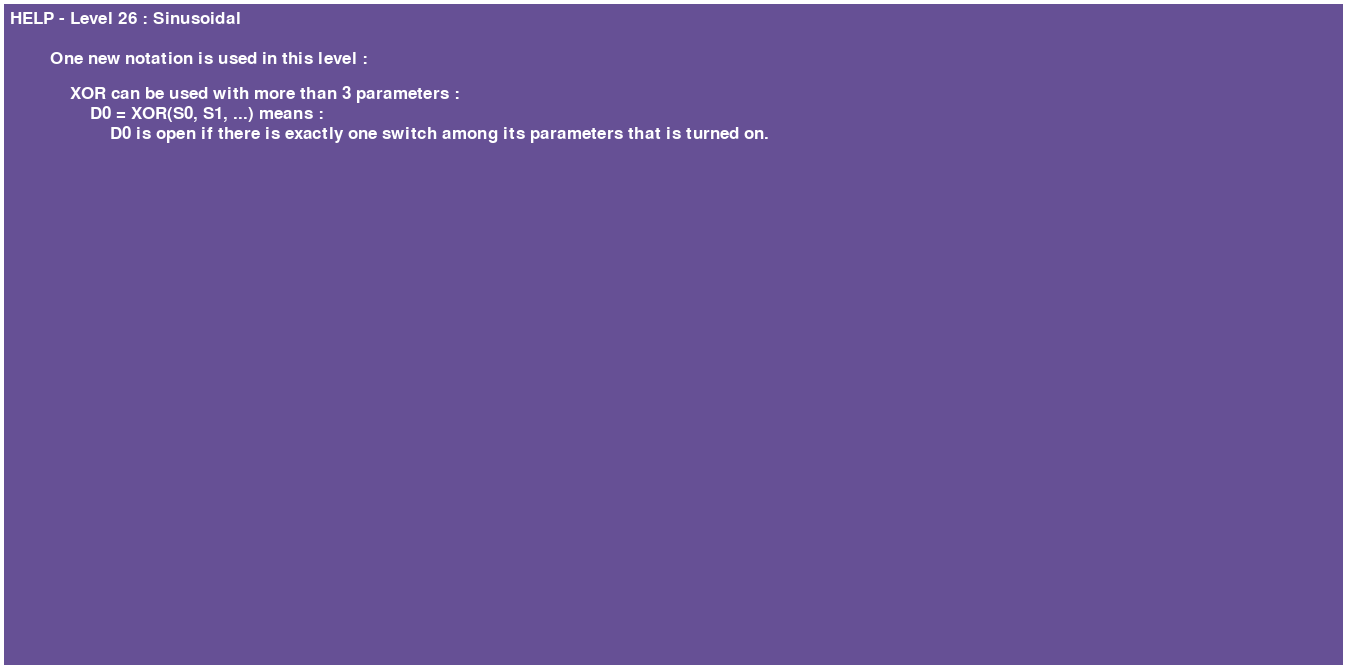 HELP - Level 26 : Sinusoidal
One new notation is used in this level :
XOR can be used with more than 3 parameters :
D0 = XOR(S0, S1, ...) means :
D0 is open if there is exactly one switch among its parameters that is turned on.